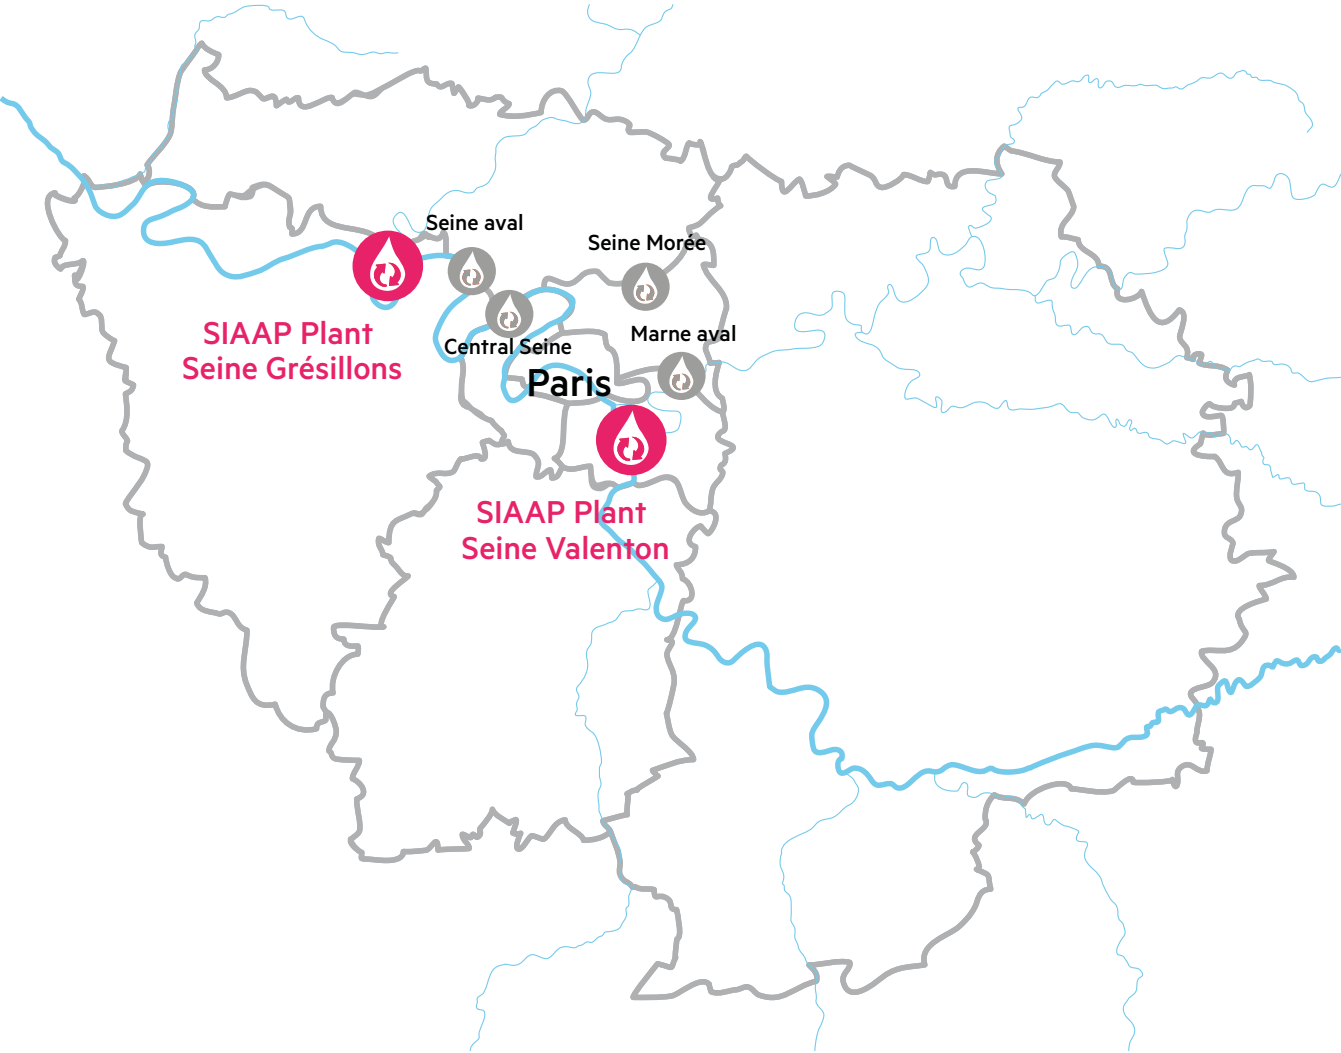 Seine aval
Seine Morée
SIAAP Plant
Seine Grésillons
Central Seine
Marne aval
Paris
SIAAP Plant
Seine Valenton